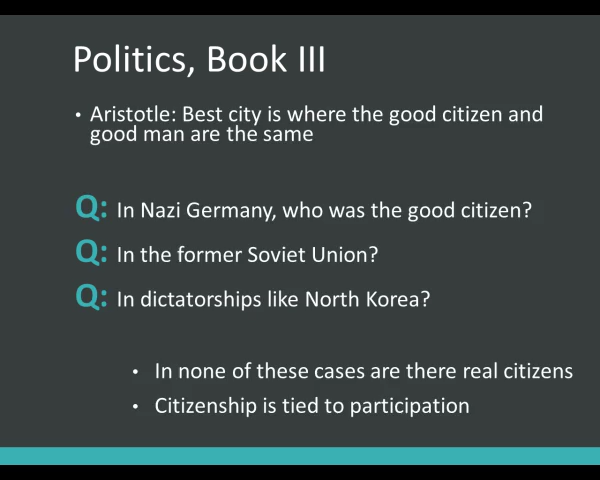 Politics, Book III
• Aristotle: Best city is where the good citizen and
good man are the same
Q: In Nazi Germany, who was the good citizen?
Q: In the former Soviet Union?
Q: In dictatorships like North Korea?
• In none of these cases are there real citizens
• Citizenship is tied to participation